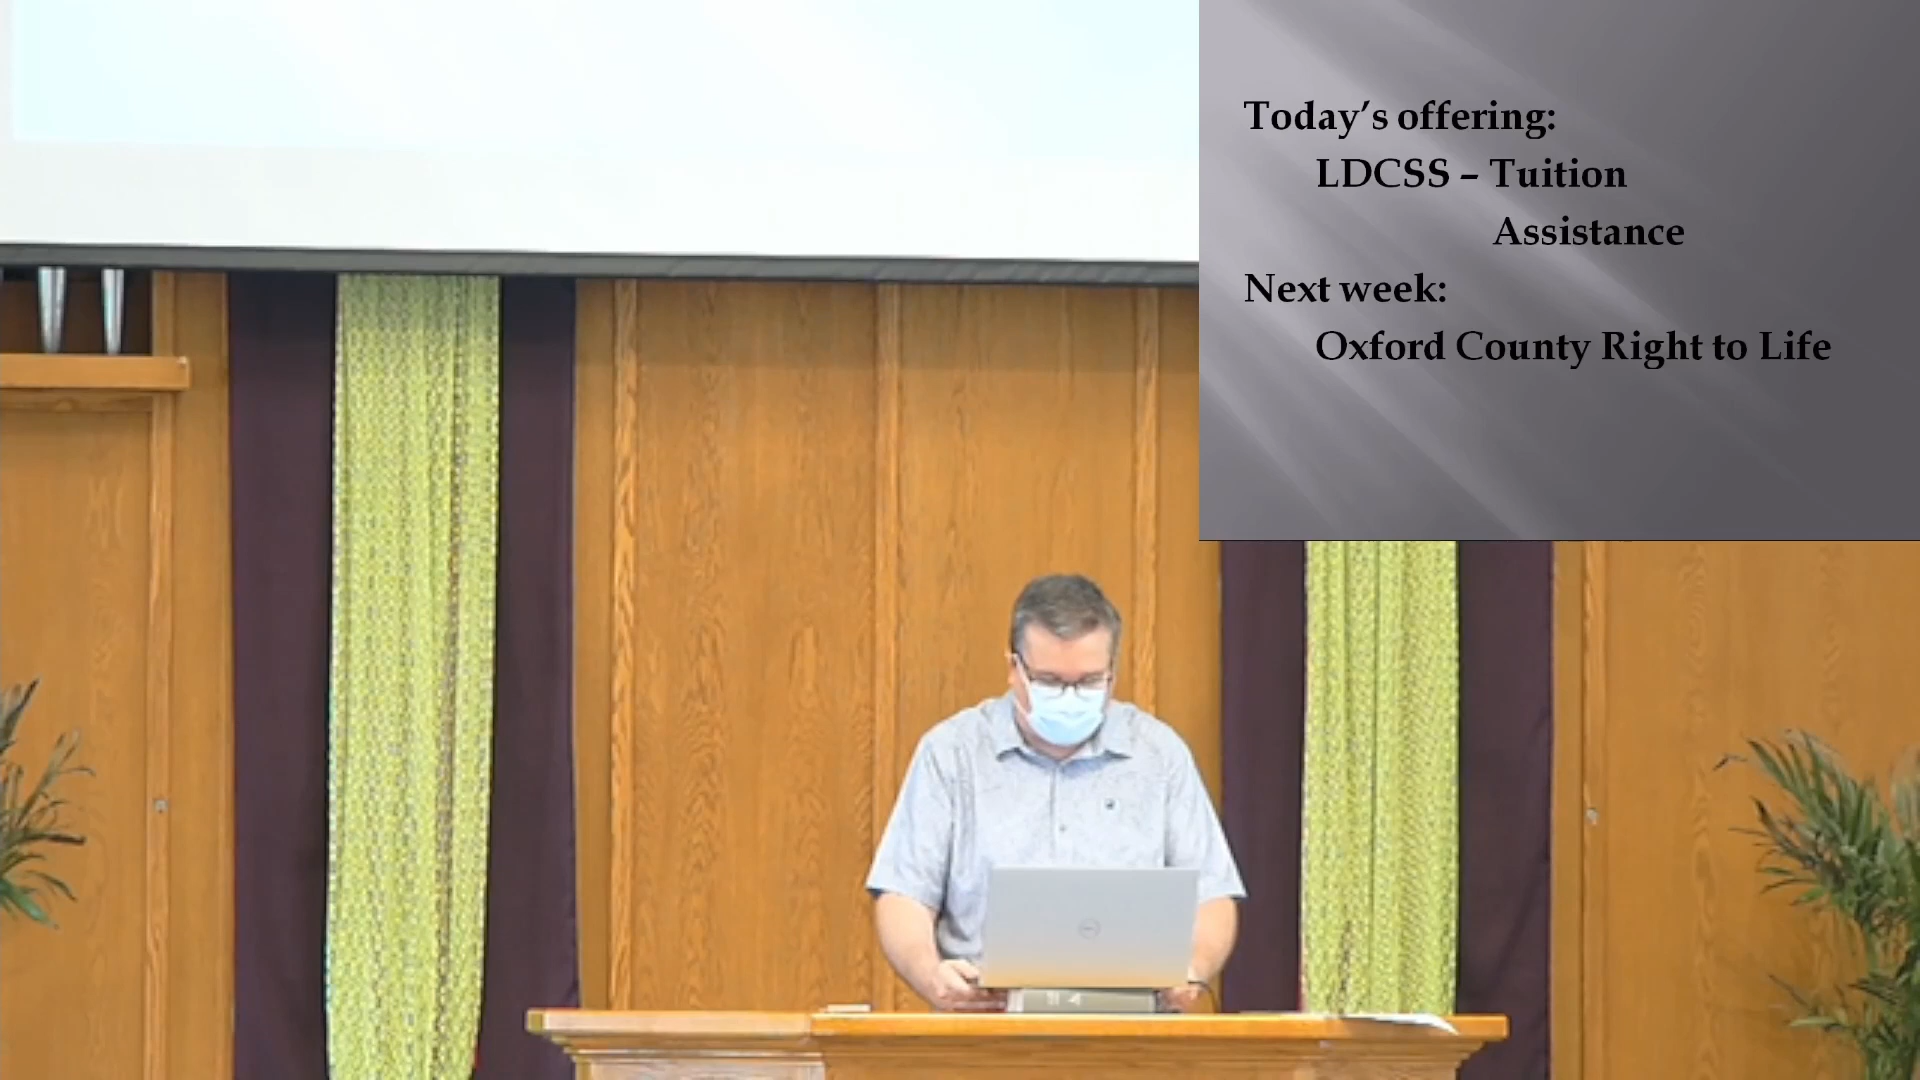 Today's offering:
LDCSS – Tuition
Assistance
Next week:
Oxford County Right to Life